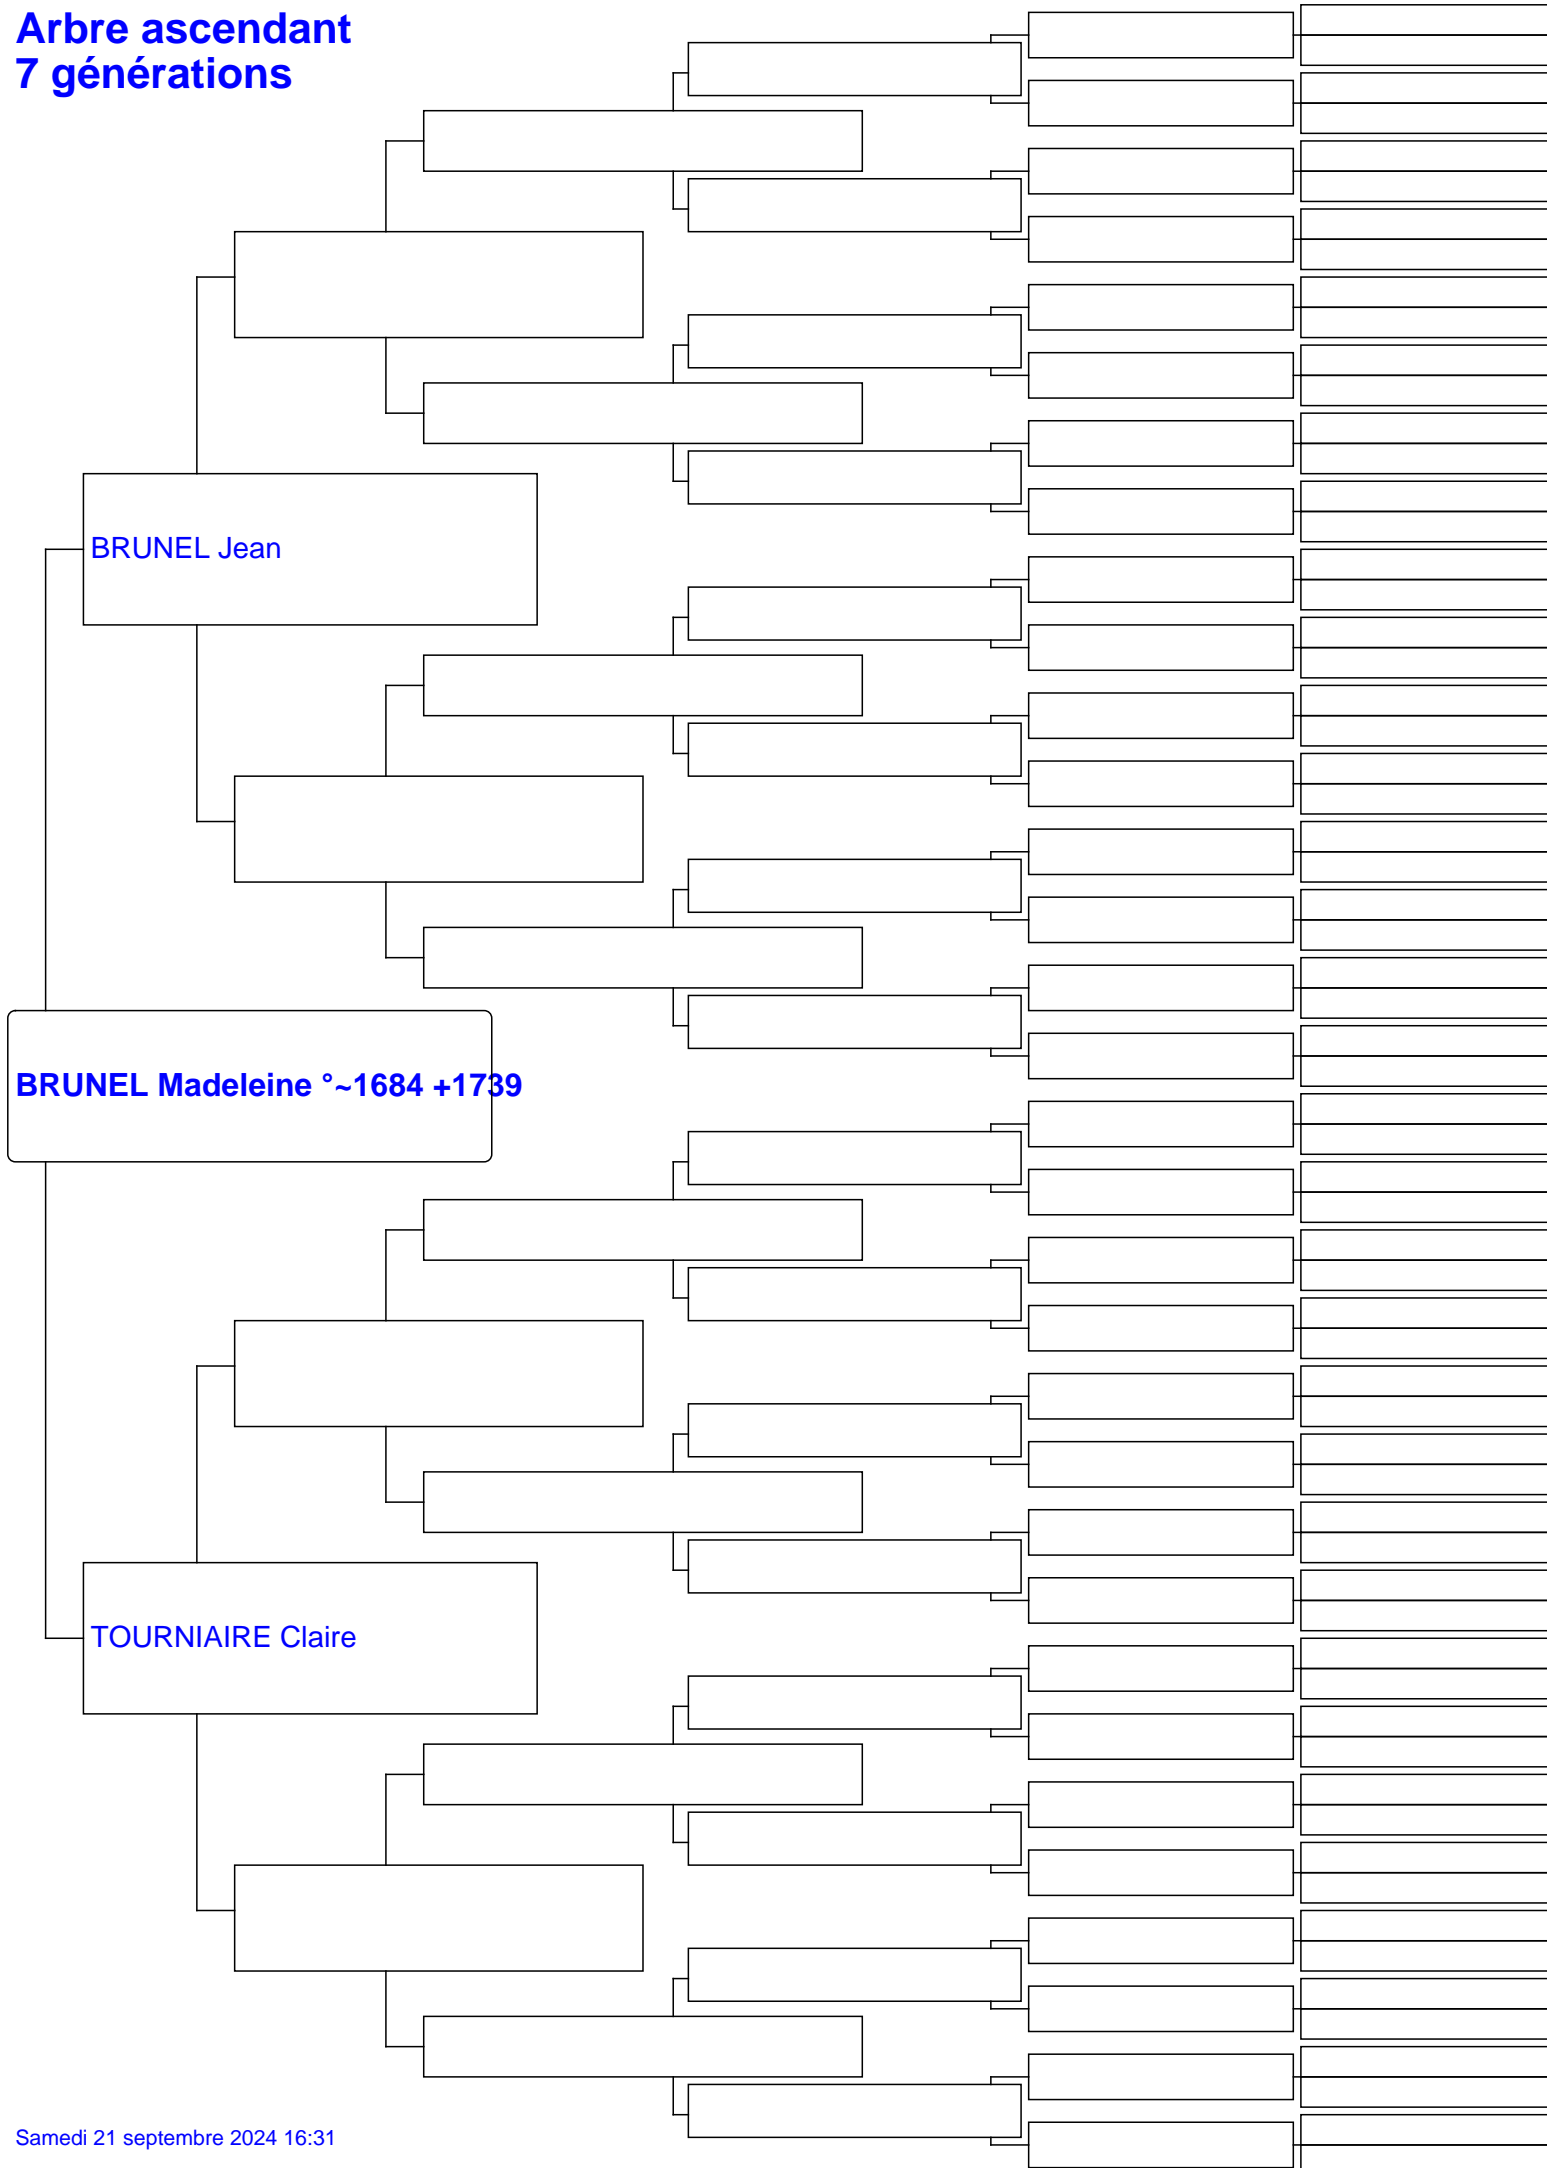 Arbre ascendant
7 générations
BRUNEL Jean
BRUNEL Madeleine °~1684 +1739
TOURNIAIRE Claire
Samedi 21 septembre 2024 16:31